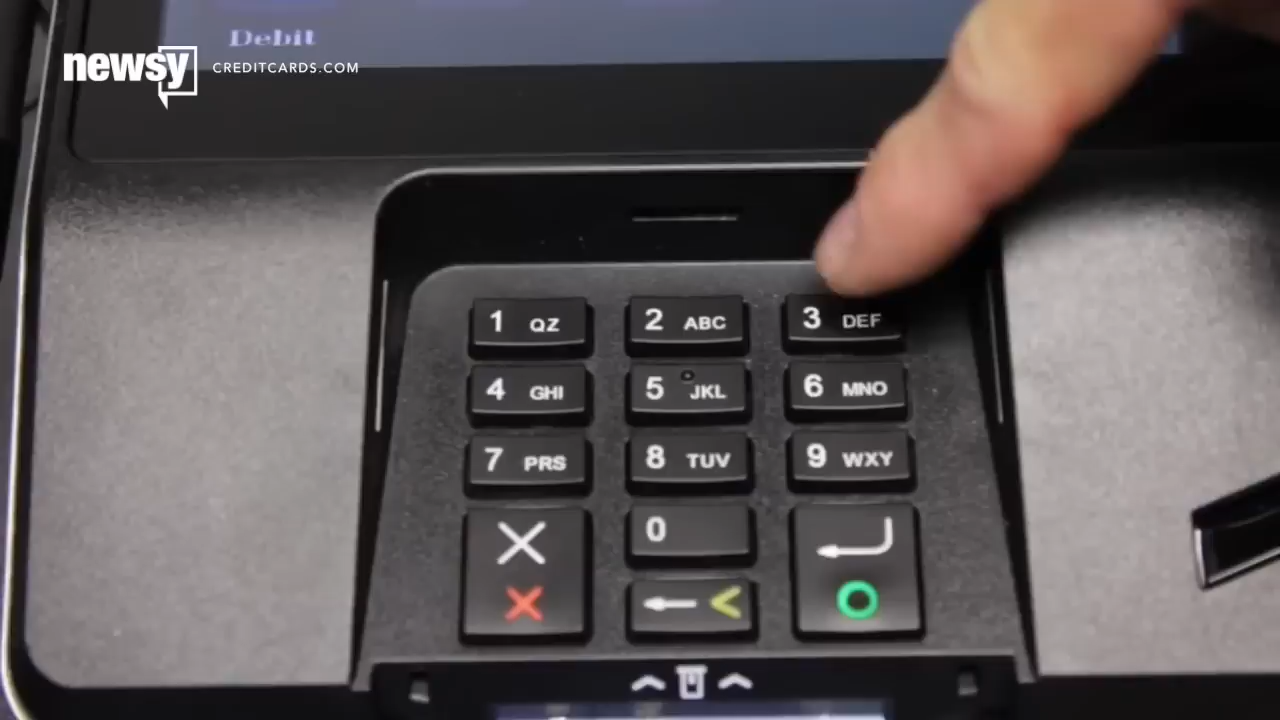 Debit
newsy CREDITCARDS.COM
1 QZ 2 ABC 3 DEF
4 GHI 5 JKL 6 MNO
7 PRS 8 TUV 9 WXY
0